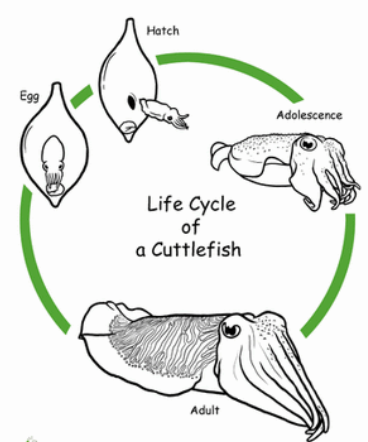 Hatch
Egg
Adolescence
Life Cycle
of
a Cuttlefish
Adult